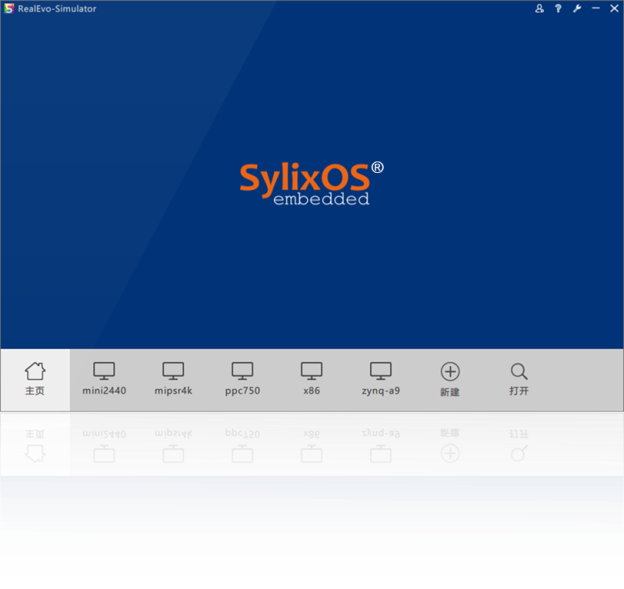 RealEvo-Simulator
SylixOS®
embedded
主页
mini2440
mipsr4k
ppc750
x86
zynq-a9
新建
打开